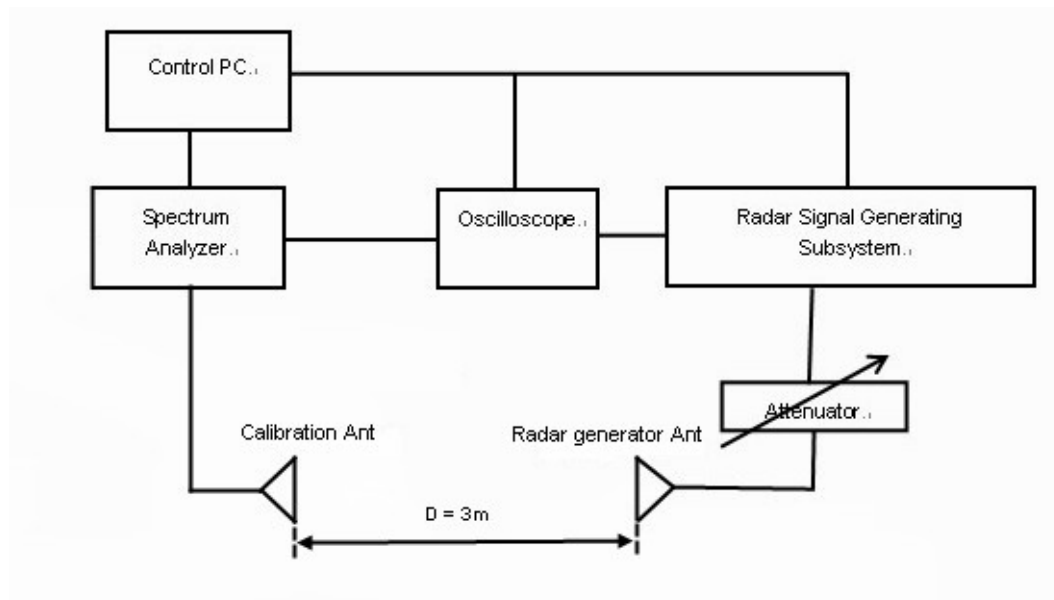 Control PC.
Spectrum
Analyzer.
Oscilloscope.
Radar Signal Generating
Subsystem.
Attenuator.
Calibration Ant
Radar generator Ant
D = 3m